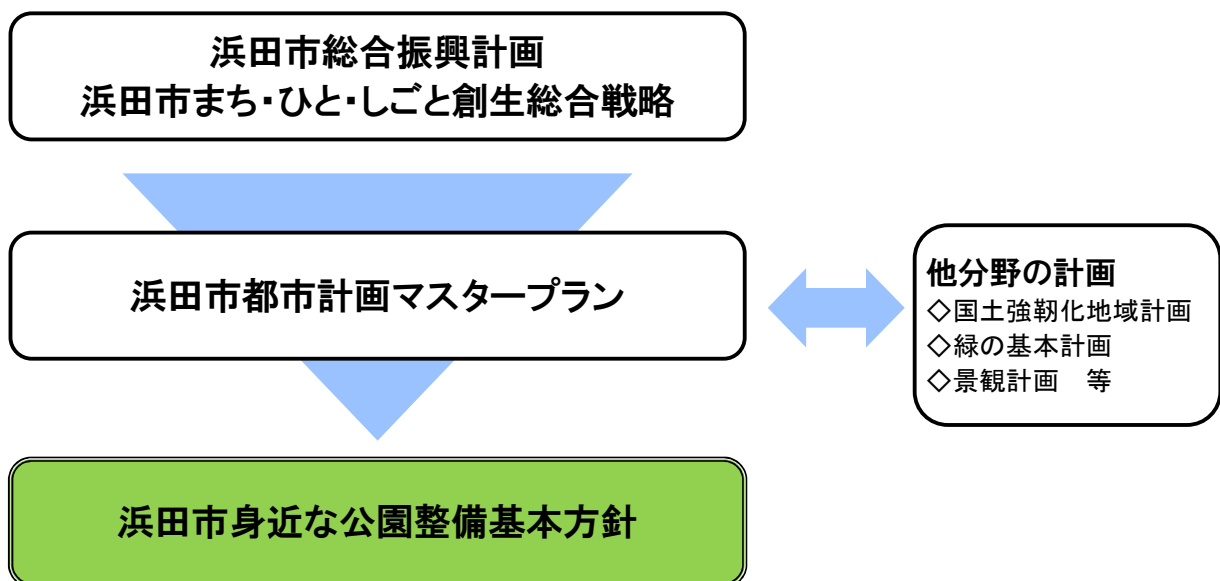 浜田市総合振興計画
浜田市まち・ひと・しごと創生総合戦略
浜田市都市計画マスタープラン
他分野の計画
◇国土強靭化地域計画
◇緑の基本計画
◇景観計画　等
浜田市身近な公園整備基本方針